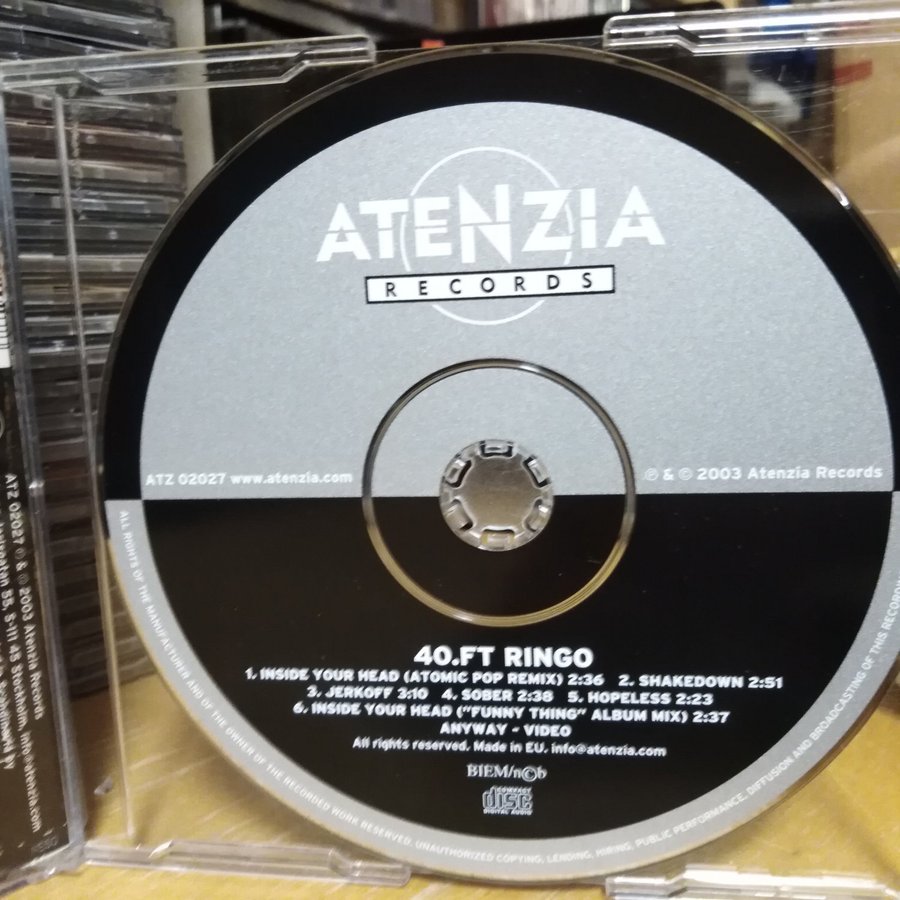 ATENZIA
RECORDS
ATZ 02027 www.atenzia.com
℗ & © 2003 Atenzia Records
40.FT RINGO
1. INSIDE YOUR HEAD (ATOMIC POP REMIX) 2:36 2. SHAKEDOWN 2:51
3. JERKOFF 3:10 4. SOBER 2:38 5. HOPELESS 2:23
6. INSIDE YOUR HEAD ("FUNNY THING" ALBUM MIX) 2:37
ANYWAY - VIDEO
All rights reserved. Made in EU. info@atenzia.com
BIEM/n©b
COMPACT
disc
DIGITAL AUDIO
ALL RIGHTS OF THE MANUFACTURER AND OF THE OWNER OF THE RECORDED WORK RESERVED. UNAUTHORIZED COPYING, LENDING, HIRING, PUBLIC PERFORMANCE, DIFFUSION AND BROADCASTING OF THIS RECORD
ATZ 02027 ℗ & © 2003 Atenzia Records
55, S-111 45 Stockholm, info@atenzia.com
by